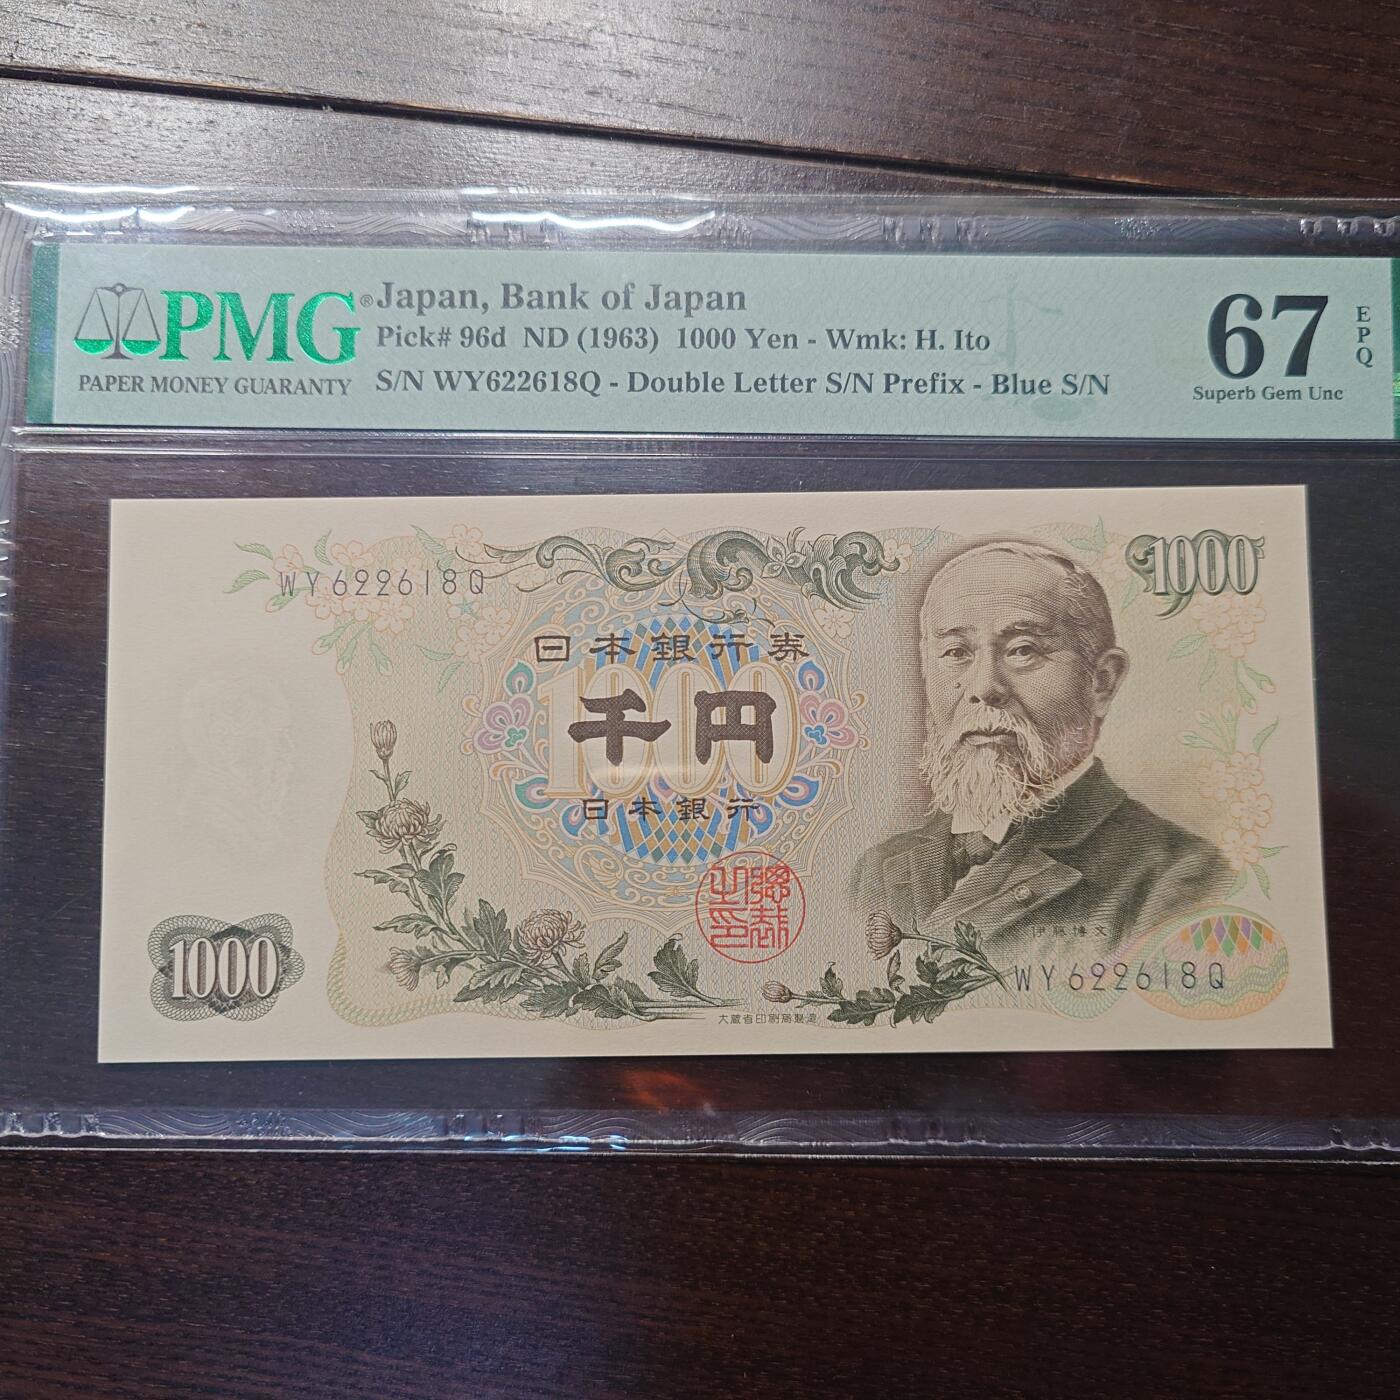 PMG®
PAPER MONEY GUARANTY
Japan, Bank of Japan
Pick# 96d ND (1963) 1000 Yen - Wmk: H. Ito
S/N WY622618Q - Double Letter S/N Prefix - Blue S/N
67
EPQ
Superb Gem Unc
WY622618Q
1000
日本銀行券
1000
千円
日本銀行
伊藤博文
1000
WY622618Q
大蔵省印刷局製造